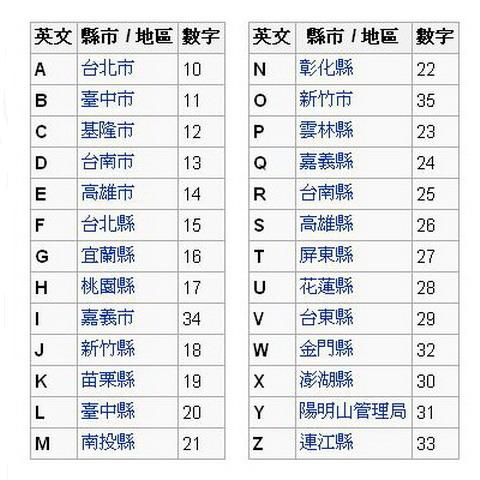 英文 縣市 / 地區 數字
A 台北市 10
B 臺中市 11
C 基隆市 12
D 台南市 13
E 高雄市 14
F 台北縣 15
G 宜蘭縣 16
H 桃園縣 17
I 嘉義市 34
J 新竹縣 18
K 苗栗縣 19
L 臺中縣 20
M 南投縣 21
英文 縣市 / 地區 數字
N 彰化縣 22
O 新竹市 35
P 雲林縣 23
Q 嘉義縣 24
R 台南縣 25
S 高雄縣 26
T 屏東縣 27
U 花蓮縣 28
V 台東縣 29
W 金門縣 32
X 澎湖縣 30
Y 陽明山管理局 31
Z 連江縣 33